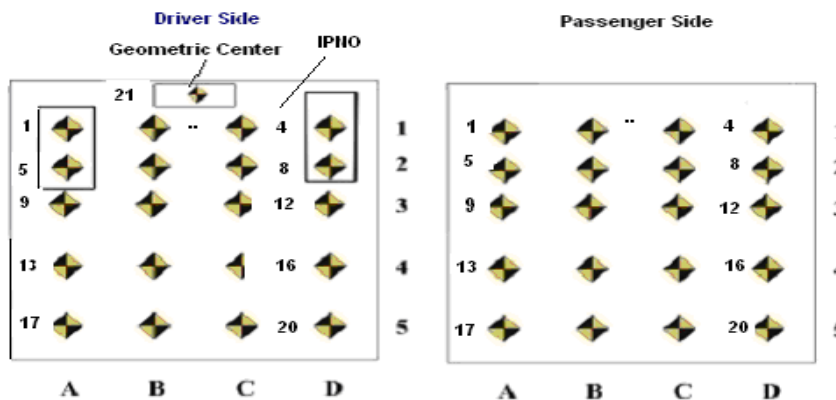 Driver Side Passenger Side
Geometric Center IPNO
21
1 4 1 1 4
5 8 2 5 8
9 12 3 9 12
13 16 4 13 16
17 20 5 17 20
A B C D A B C D